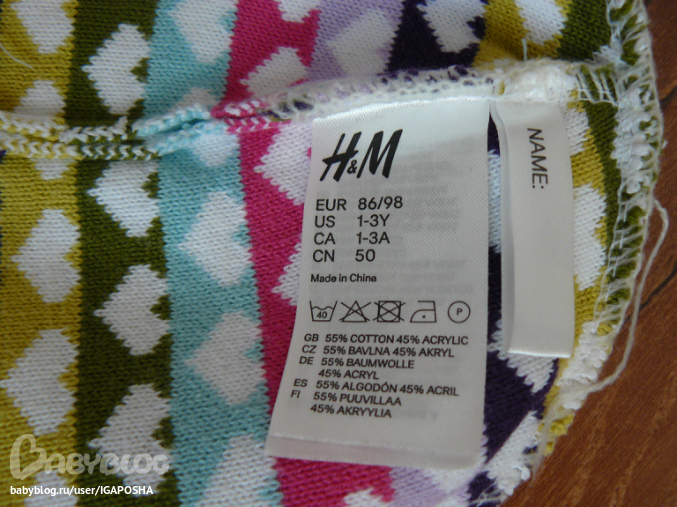 H&M
EUR 86/98
US 1-3Y
CA 1-3A
CN 50
Made in China
40 P
GB 55% COTTON 45% ACRYLIC
CZ 55% BAVLNA 45% AKRYL
DE 55% BAUMWOLLE
45% ACRYL
ES 55% ALGODÓN 45% ACRIL
FI 55% PUUVILLAA
45% AKRYYLIA
NAME:
BABYBLOG
babyblog.ru/user/IGAPOSHA